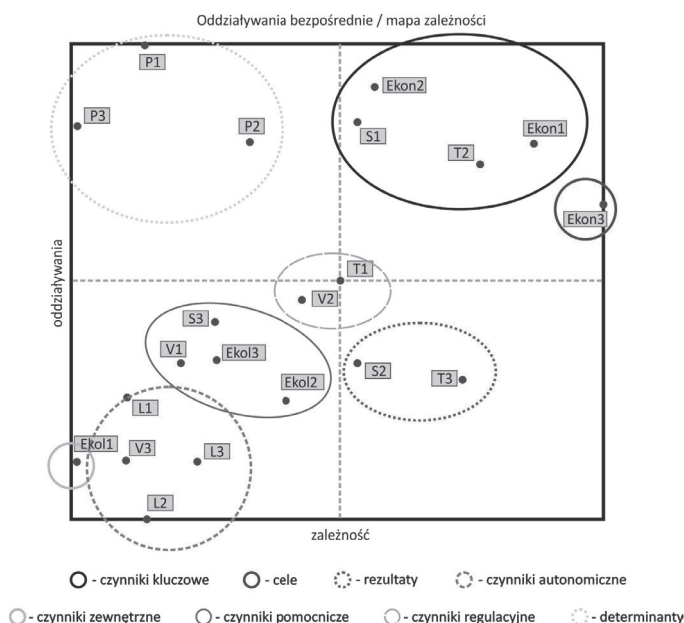 Oddziaływania bezpośrednie / mapa zależności
P1
Ekon2
P3
P2
S1
Ekon1
T2
Ekon3
oddziaływania
T1
V2
S3
V1
Ekol3
S2
T3
Ekol2
L1
Ekol1
V3
L3
L2
zależność
- czynniki kluczowe - cele - rezultaty - czynniki autonomiczne
- czynniki zewnętrzne - czynniki pomocnicze - czynniki regulacyjne - determinanty